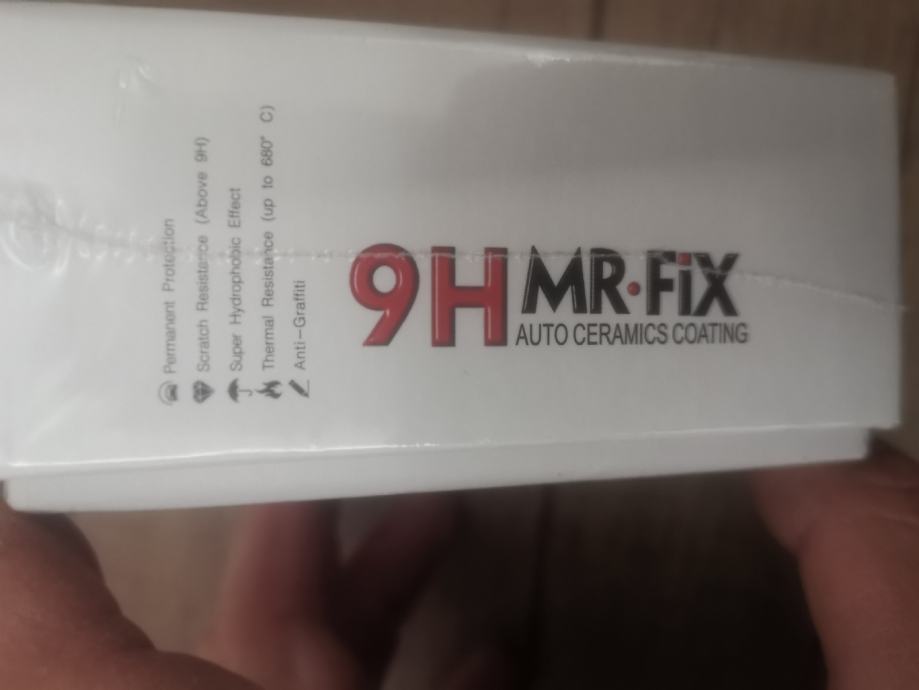 Permanent Protection
Scratch Resistance (Above 9H)
Super Hydrophobic Effect
Thermal Resistance (up to 680° C)
Anti-Graffiti
9H MR·FiX
AUTO CERAMICS COATING